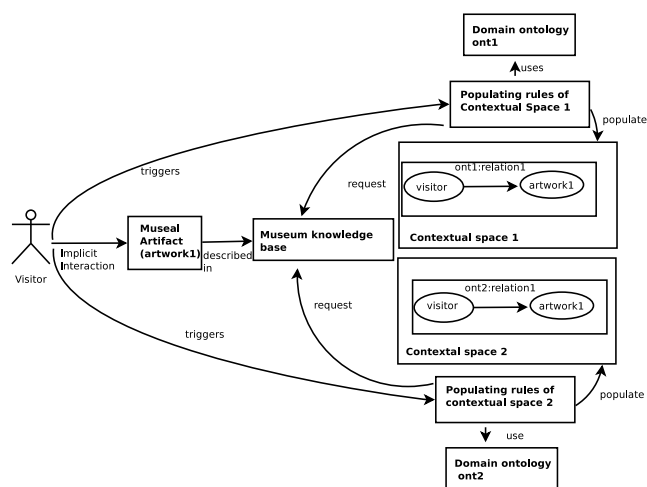 Domain ontology
ont1
uses
Populating rules of
Contextual Space 1
populate
triggers
request
ont1:relation1
visitor
artwork1
Contextual space 1
Museal
Artifact
(artwork1)
Museum knowledge
base
described
in
Implicit
Interaction
Visitor
request
triggers
ont2:relation1
visitor
artwork1
Contextal space 2
Populating rules of
contextual space 2
populate
use
Domain ontology
ont2